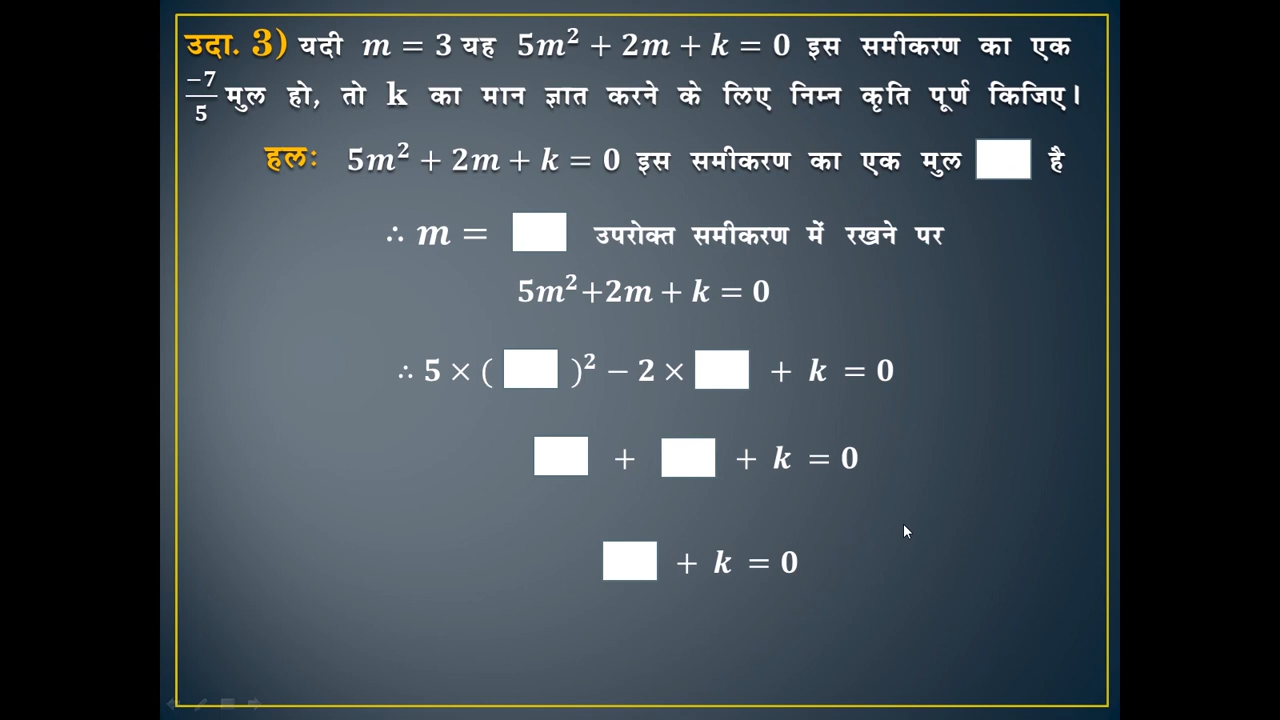 उदा. 3) यदी m = 3 यह 5m² + 2m + k = 0 इस समीकरण का एक
-7/5 मुल हो, तो k का मान ज्ञात करने के लिए निम्न कृति पूर्ण किजिए।
हलः 5m² + 2m + k = 0 इस समीकरण का एक मुल है
∴ m = उपरोक्त समीकरण में रखने पर
5m²+2m + k = 0
∴ 5 × ( )² − 2 × + k = 0
+ + k = 0
+ k = 0